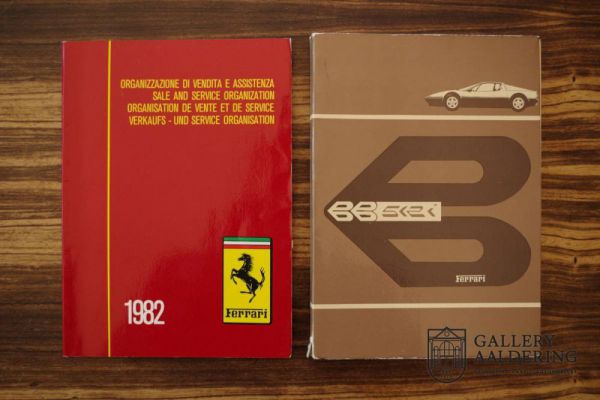 ORGANIZZAZIONE DI VENDITA E ASSISTENZA
SALE AND SERVICE ORGANIZATION
ORGANISATION DE VENTE ET DE SERVICE
VERKAUFS - UND SERVICE ORGANISATION
Ferrari
1982
BB 512i
Ferrari
GALLERY
AALDERING